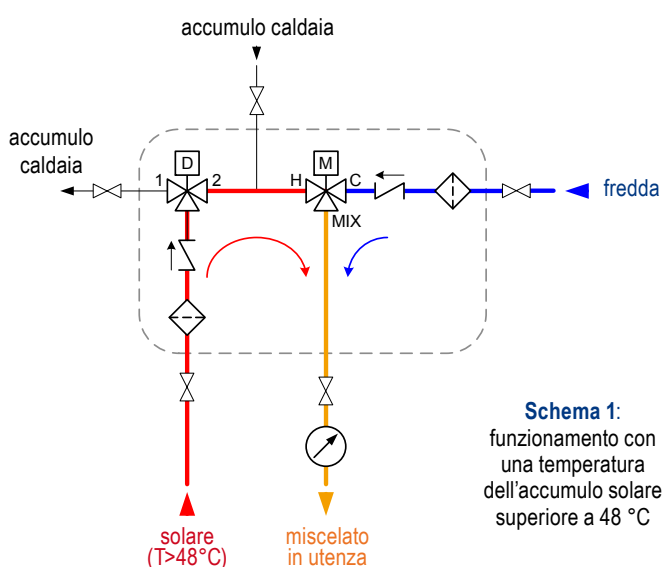 accumulo caldaia
accumulo
caldaia
1
D
2
H
M
C
MIX
fredda
Schema 1:
funzionamento con
una temperatura
dell'accumulo solare
superiore a 48 °C
solare
(T>48°C)
miscelato
in utenza